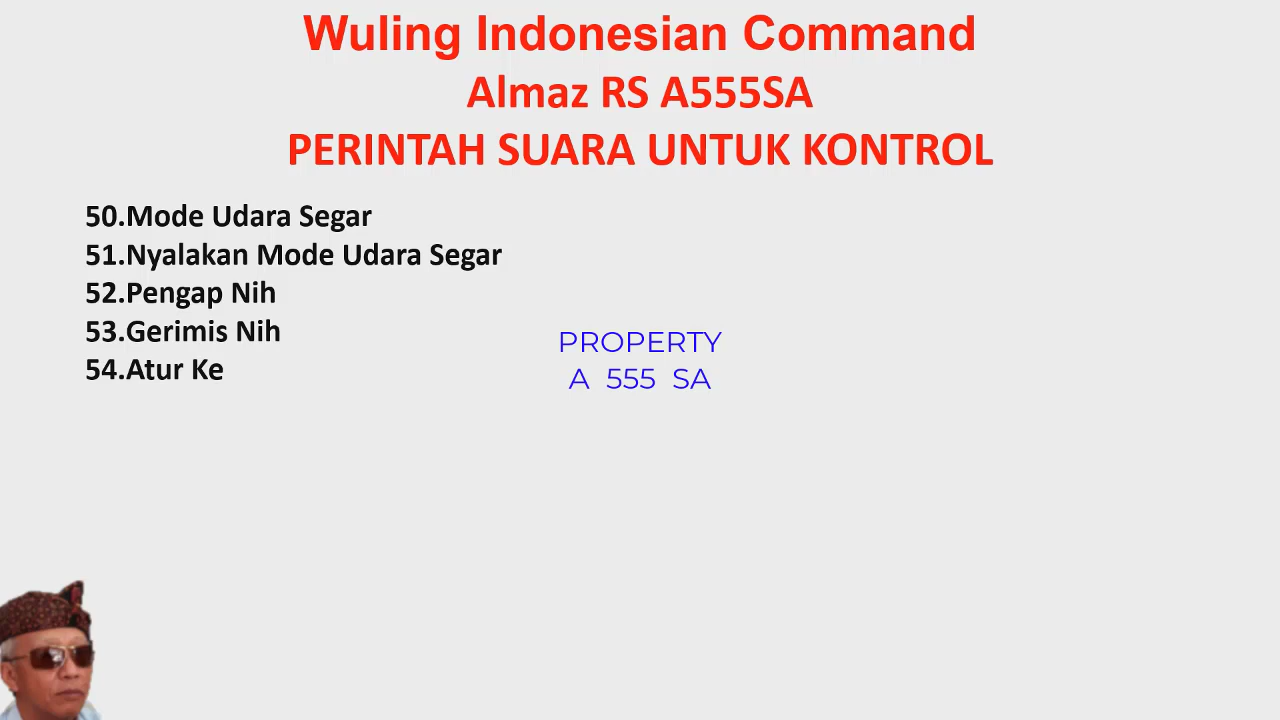 Wuling Indonesian Command
Almaz RS A555SA
PERINTAH SUARA UNTUK KONTROL
50.Mode Udara Segar
51.Nyalakan Mode Udara Segar
52.Pengap Nih
53.Gerimis Nih
54.Atur Ke
PROPERTY
A 555 SA